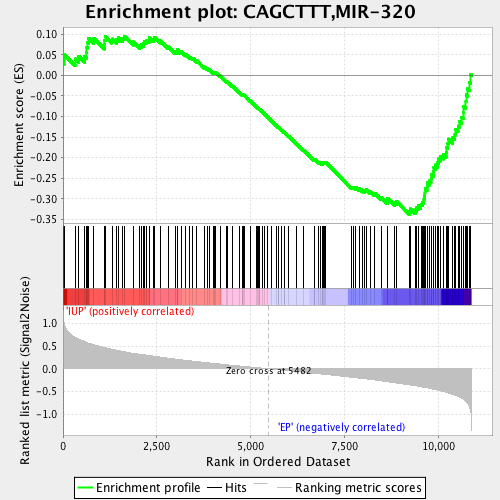 Enrichment plot: CAGCTTT,MIR-320
Enrichment score (ES)
0.10
0.05
0.00
-0.05
-0.10
-0.15
-0.20
-0.25
-0.30
-0.35
Ranked list metric (Signal2Noise)
1.0
0.5
0.0
-0.5
-1.0
'IUP' (positively correlated)
Zero cross at 5482
'EP' (negatively correlated)
0
2,500
5,000
7,500
10,000
Rank in Ordered Dataset
Enrichment profile
Hits
Ranking metric scores